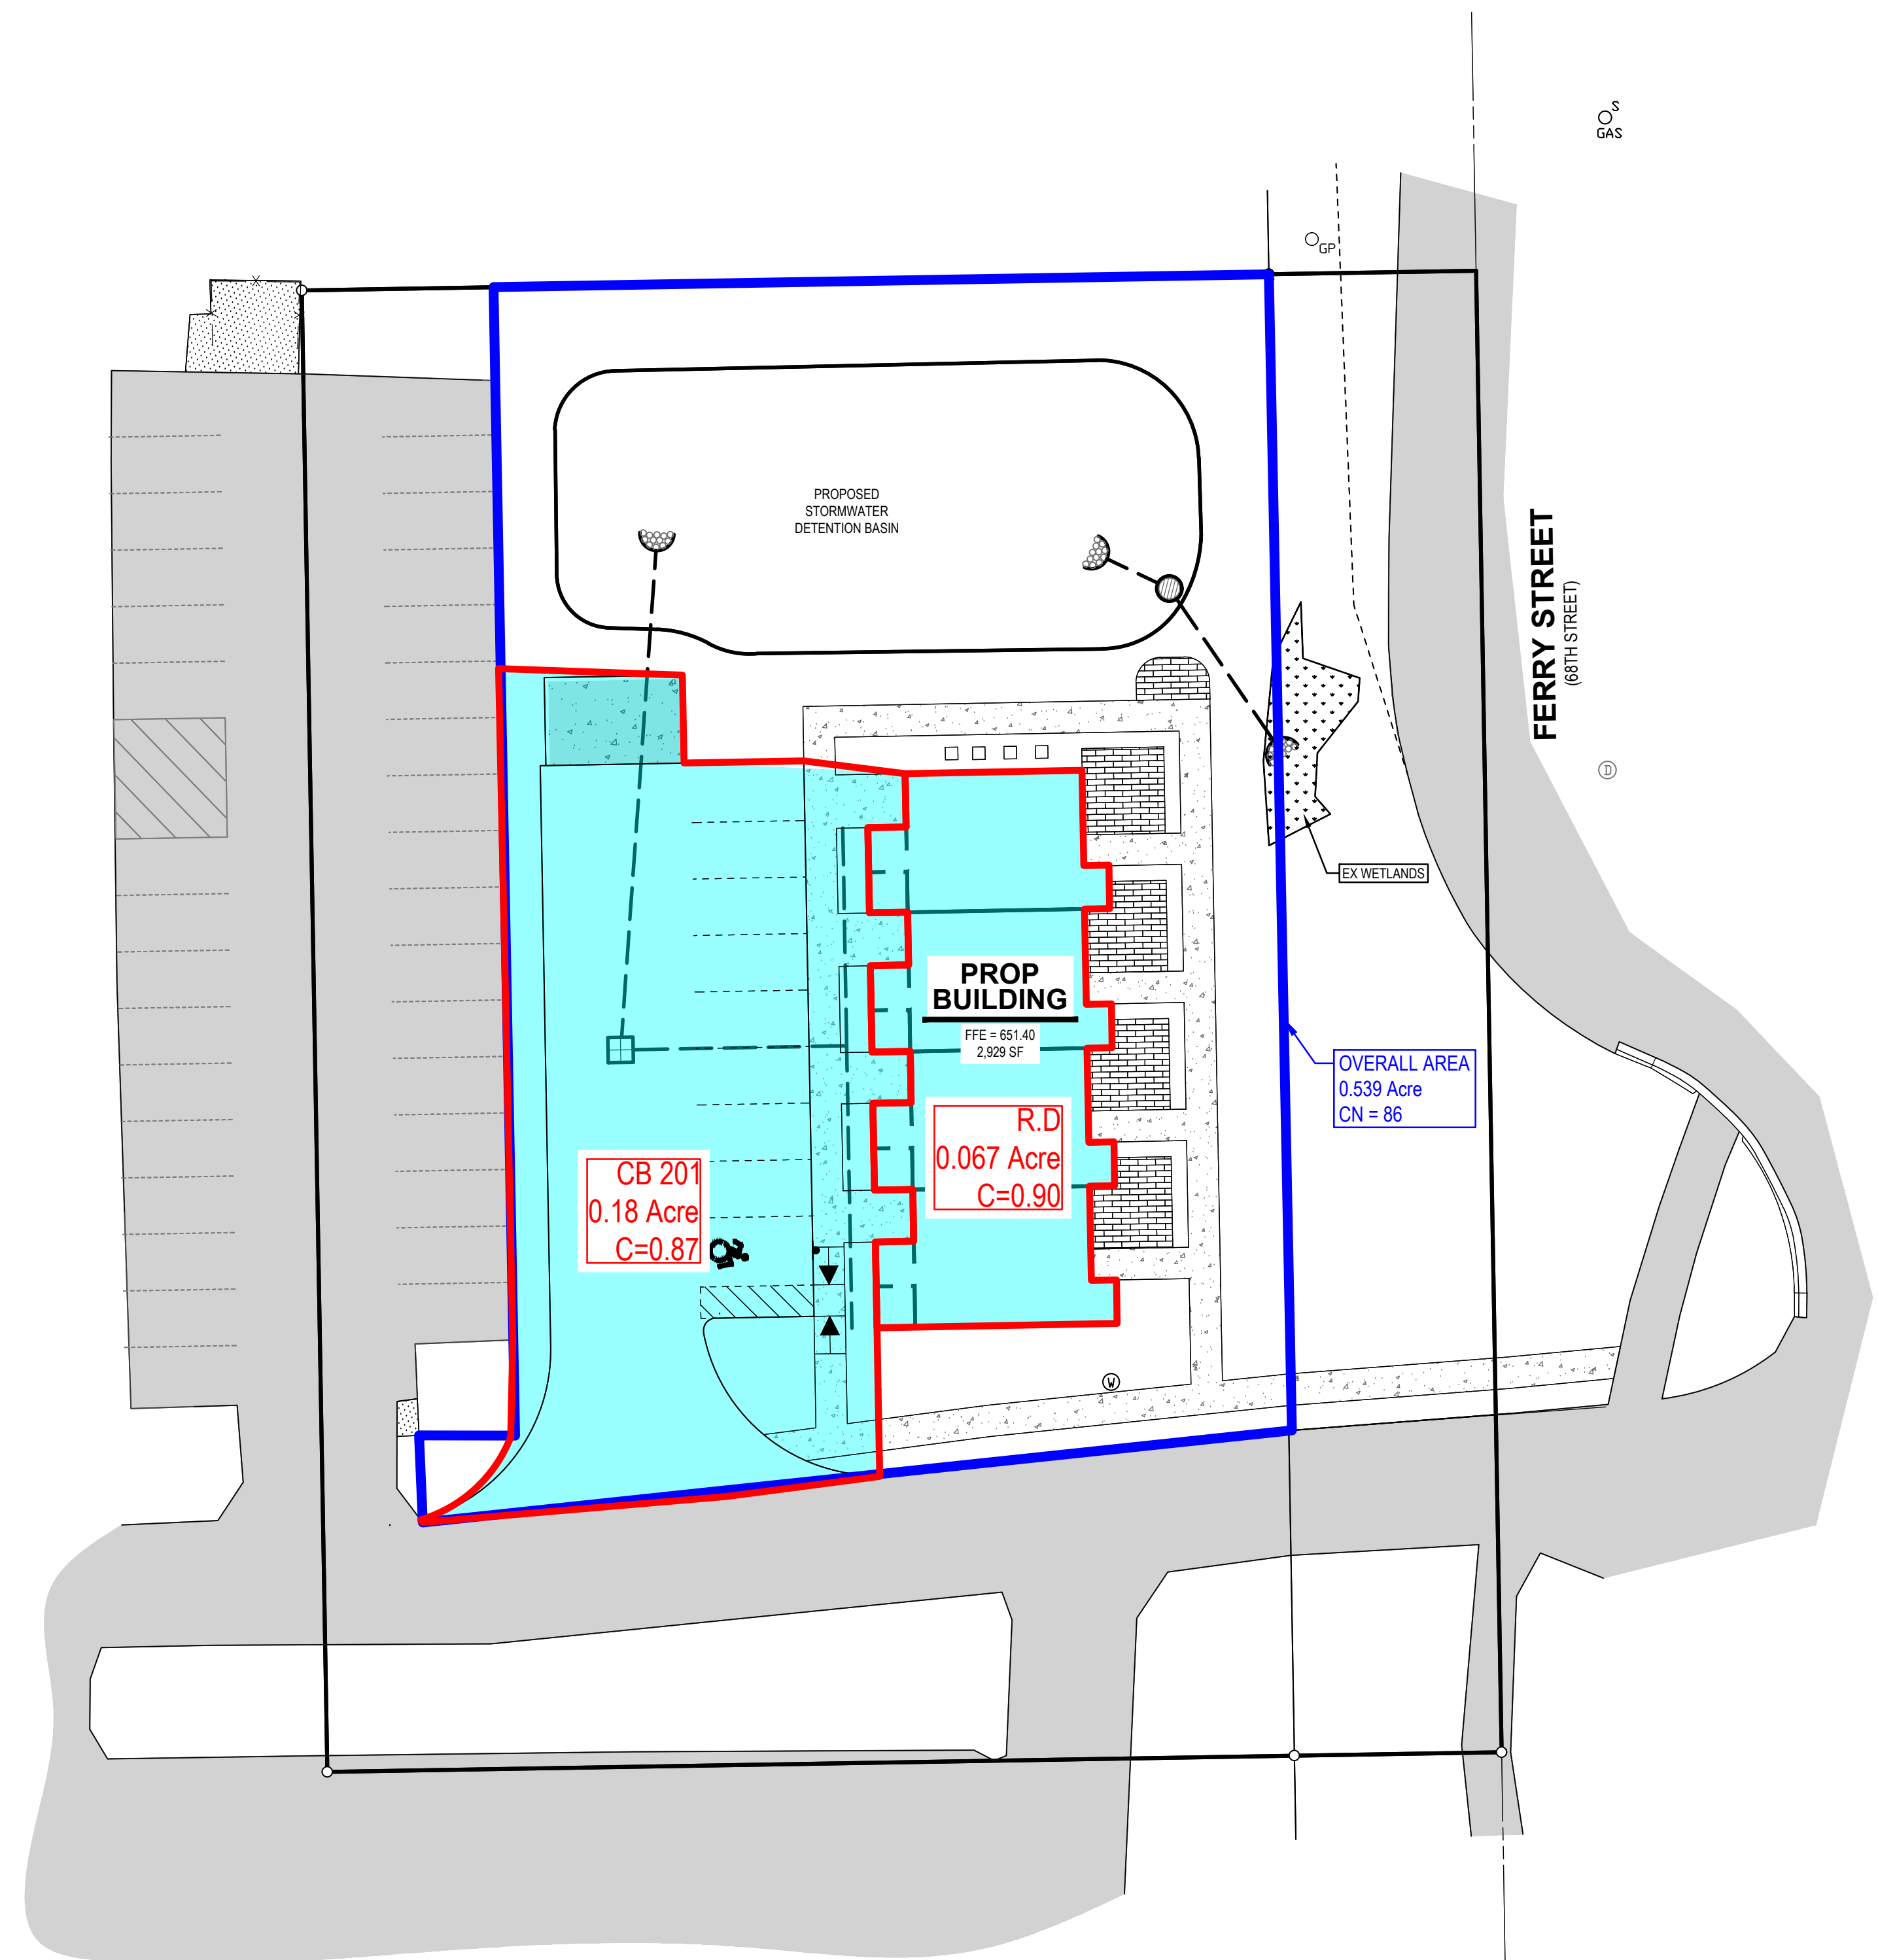 S
GAS
GP
PROPOSED
STORMWATER
DETENTION BASIN
FERRY STREET
(68TH STREET)
D
EX WETLANDS
PROP
BUILDING
FFE = 651.40
2,929 SF
OVERALL AREA
0.539 Acre
CN = 86
R.D
0.067 Acre
C=0.90
CB 201
0.18 Acre
C=0.87
W